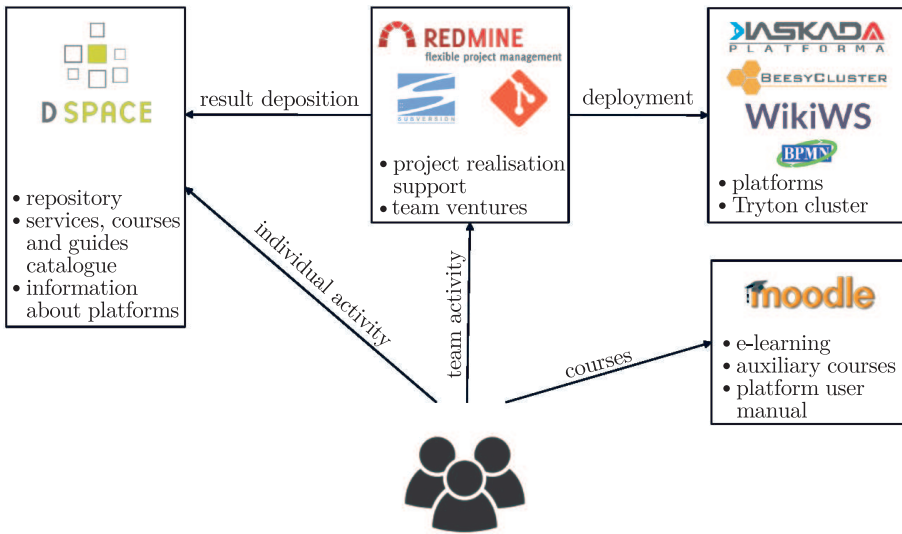 DSPACE
• repository
• services, courses
and guides
catalogue
• information
about platforms
result deposition
REDMINE
flexible project management
SUBVERSION
git
• project realisation
support
• team ventures
deployment
KASKADA
PLATFORMA
BEESYCLUSTER
WikiWS
BPMN
• platforms
• Tryton cluster
individual activity
team activity
courses
moodle
• e-learning
• auxiliary courses
• platform user
manual